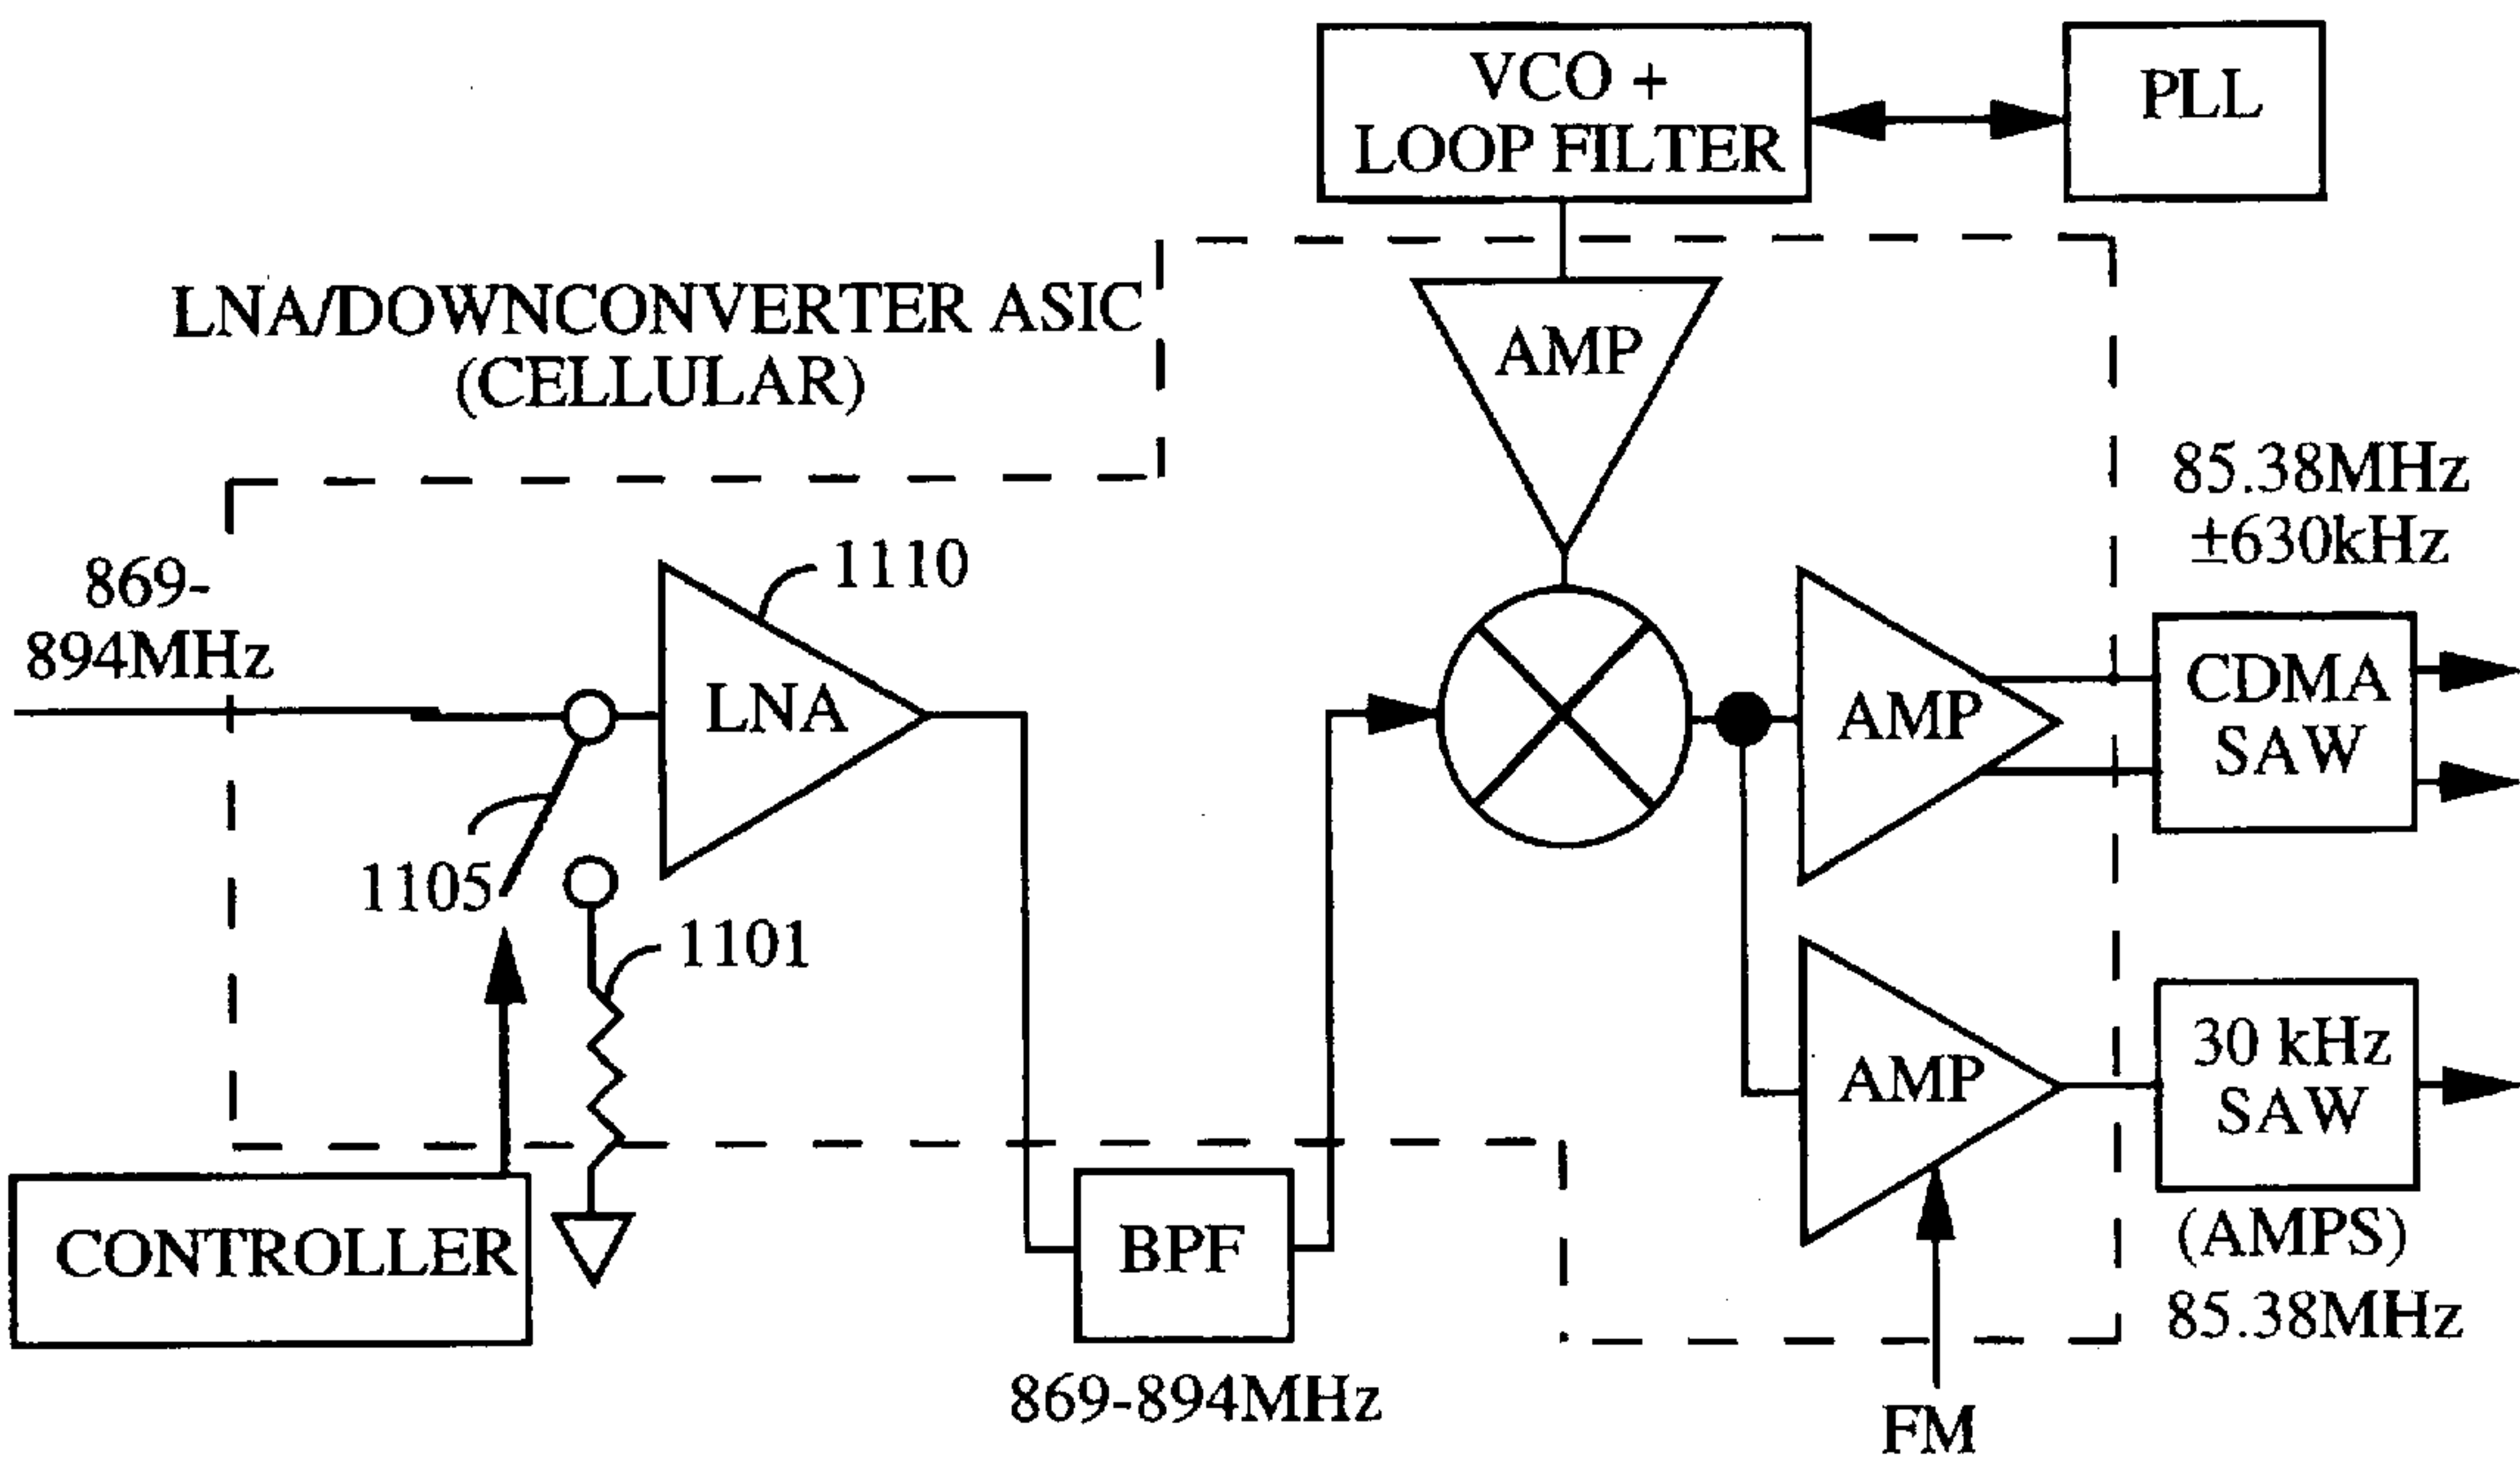 VCO +
LOOP FILTER
PLL
LNA/DOWNCONVERTER ASIC
(CELLULAR)
AMP
85.38MHz
±630kHz
869-
894MHz
1110
LNA
AMP
CDMA
SAW
1105
1101
AMP
30 kHz
SAW
(AMPS)
85.38MHz
CONTROLLER
BPF
869-894MHz
FM